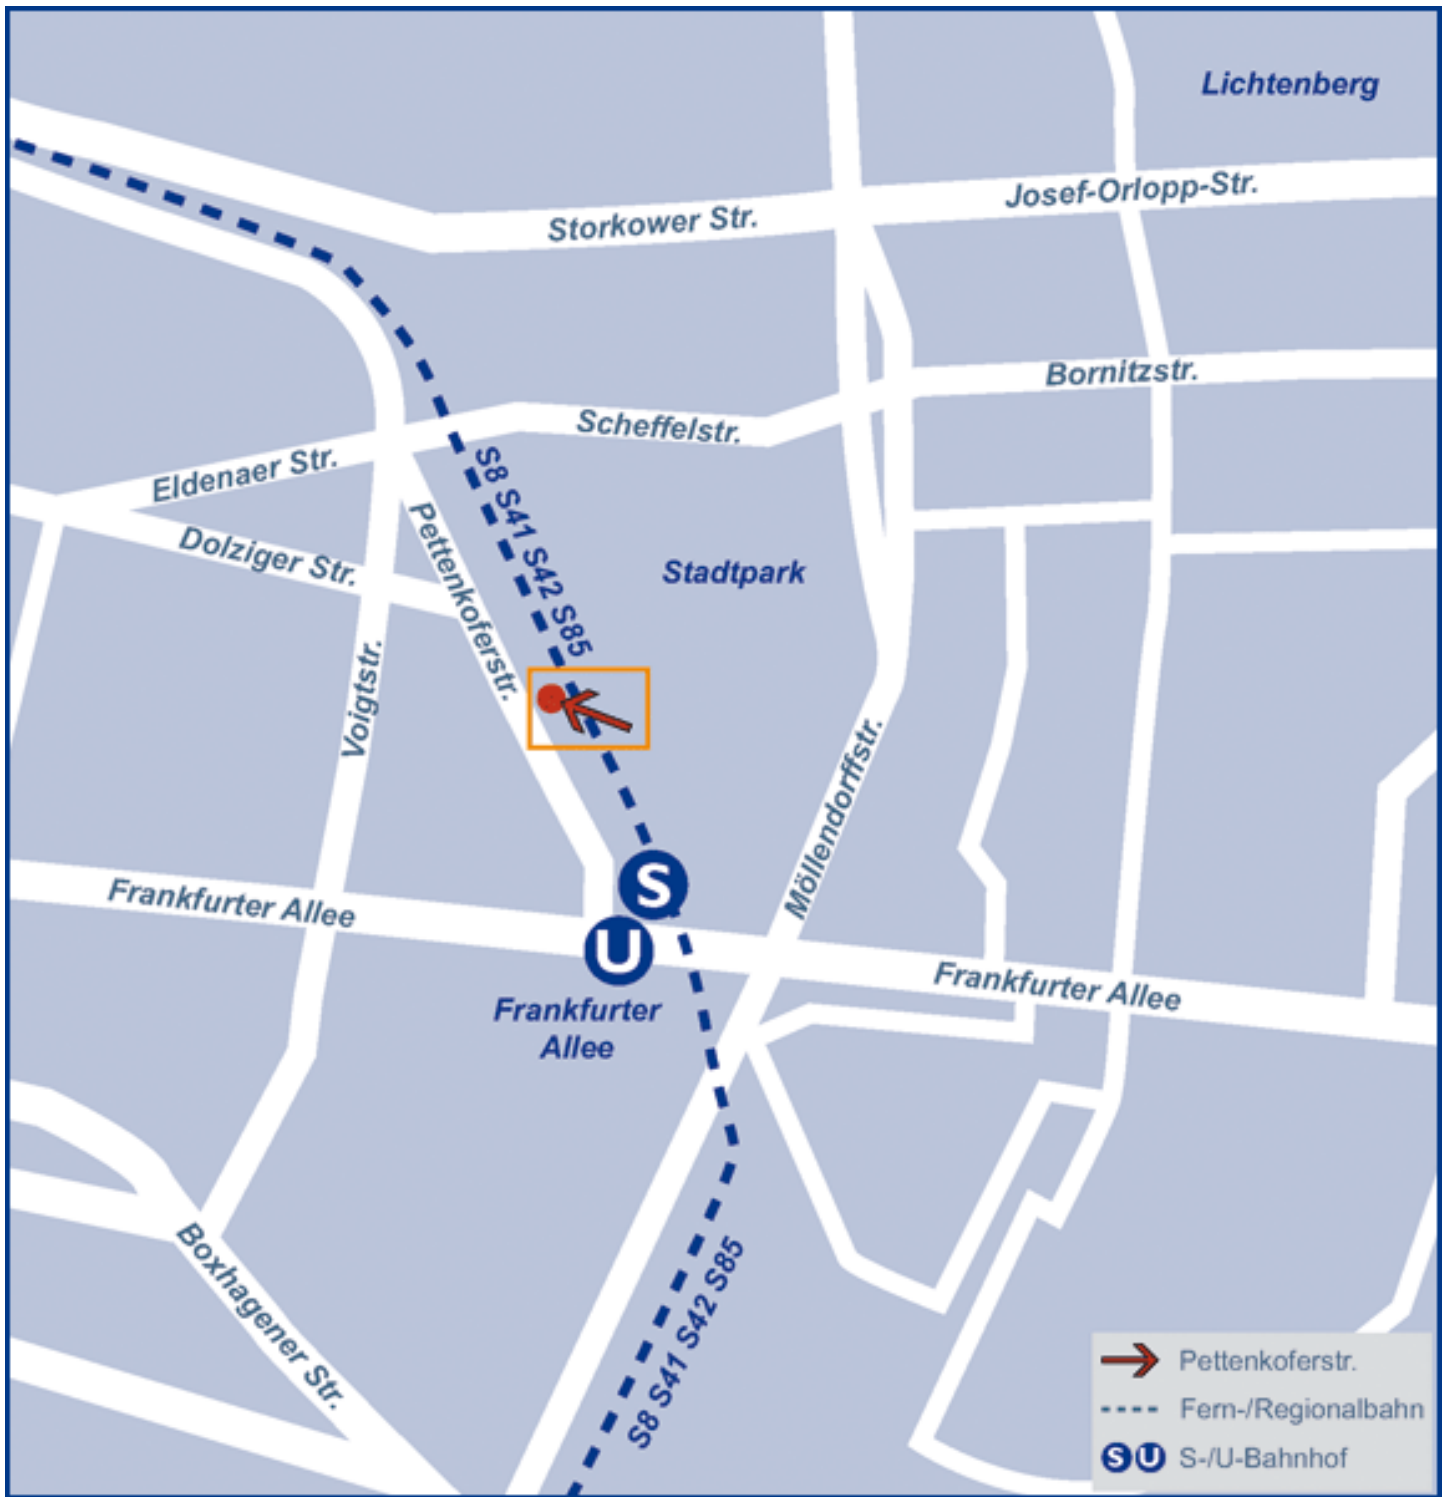 Lichtenberg
Josef-Orlopp-Str.
Storkower Str.
Bornitzstr.
Scheffelstr.
Eldenaer Str.
S8 S41 S42 S85
Dolziger Str.
Pettenkoferstr.
Stadtpark
Voigtstr.
Möllendorffstr.
S
Frankfurter Allee
U
Frankfurter Allee
Frankfurter
Allee
Boxhagener Str.
S8 S41 S42 S85
Pettenkoferstr.
Fern-/Regionalbahn
S U S-/U-Bahnhof